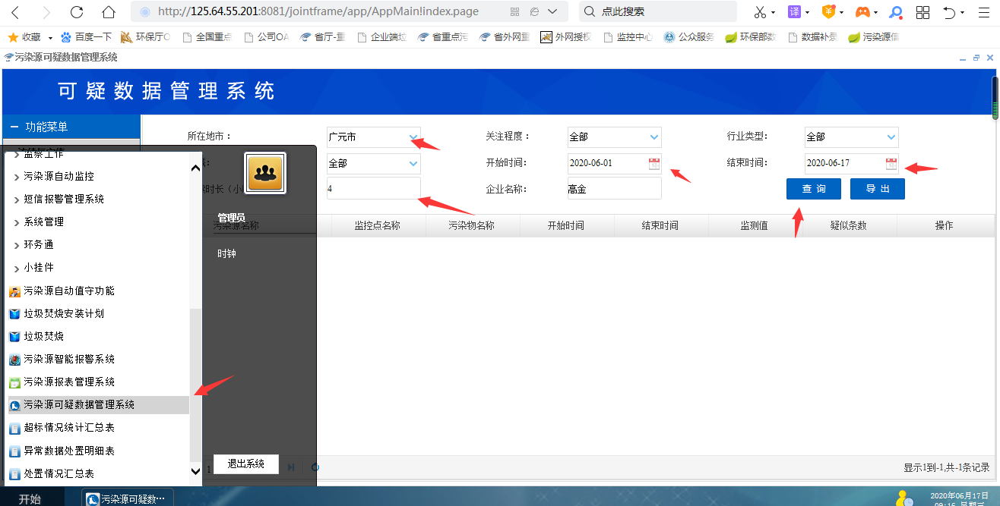 http://125.64.55.201:8081/jointframe/app/AppMain!index.page
点此搜索
译
收藏 百度一下 环保厅O 全国重点 公司OA 省厅-重 企业端垃 省重点污 省外网重 外网授权 监控中心 公众服务 环保部数 数据补录 污染源信
污染源可疑数据管理系统
可疑数据管理系统
功能菜单
所在地市： 广元市 关注程度： 全部 行业类型: 全部
全部 开始时间: 2020-06-01 结束时间: 2020-06-17
4 企业名称: 高金 查 询 导 出
污染源名称 监控点名称 污染物名称 开始时间 结束时间 监测值 疑似条数 操作
监察工作
污染源自动监控
短信报警管理系统
系统管理
环务通
小挂件
污染源自动值守功能
垃圾焚烧安装计划
垃圾焚烧
污染源智能报警系统
污染源报表管理系统
污染源可疑数据管理系统
超标情况统计汇总表
异常数据处置明细表
处置情况汇总表
管理员
时钟
退出系统
1
显示1到-1,共-1条记录
开始 污染源可疑数···
2020年06月17日
09:16 星期三